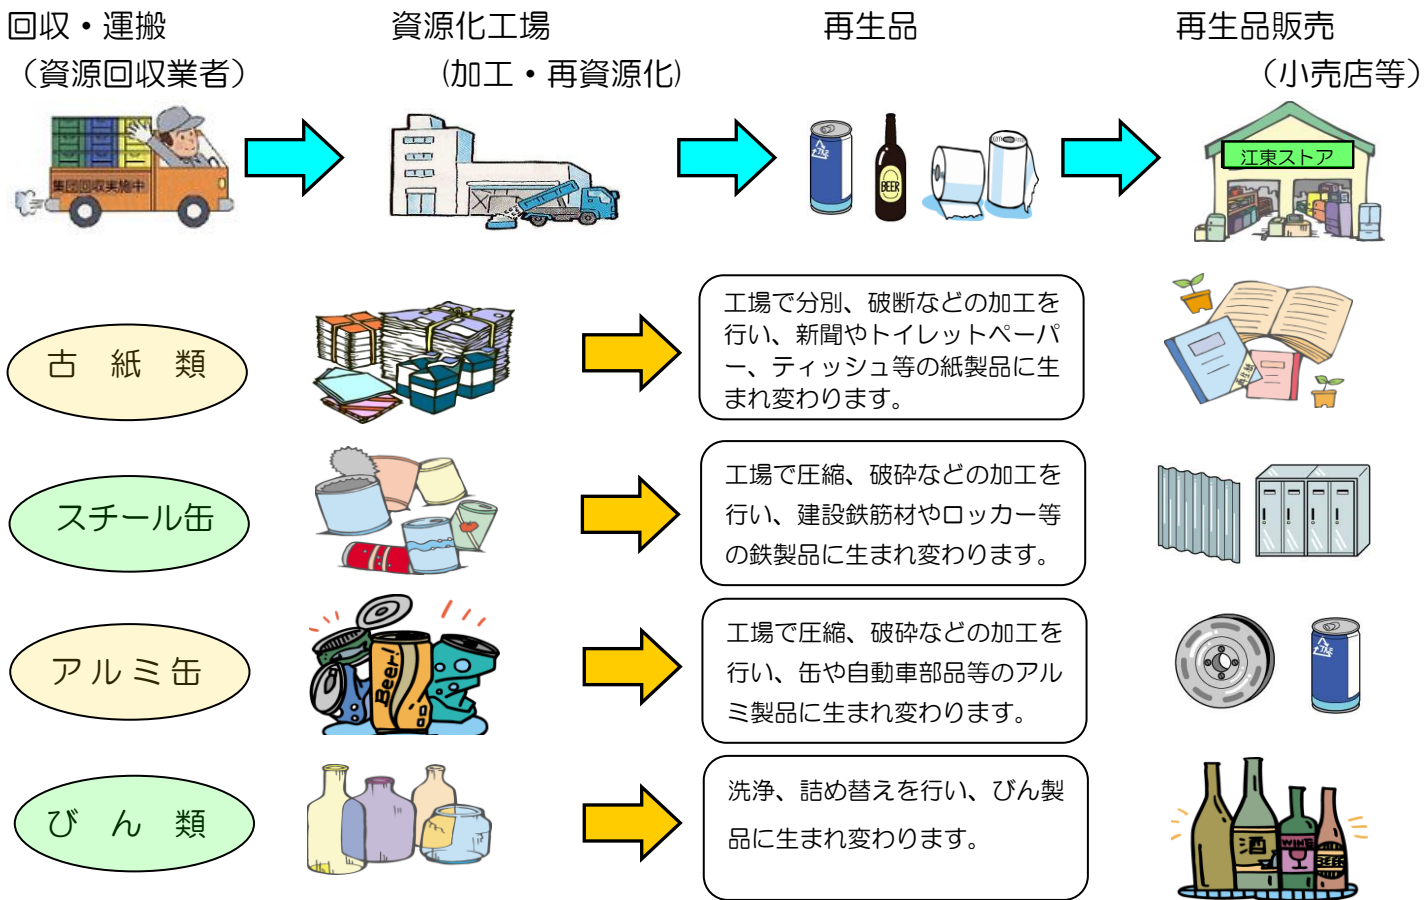 回収・運搬
（資源回収業者）
資源化工場
(加工・再資源化)
再生品
再生品販売
（小売店等）
集団回収実施中
BEER
江東ストア
古紙類
工場で分別、破断などの加工を
行い、新聞やトイレットペーパ
ー、ティッシュ等の紙製品に生
まれ変わります。
再生紙
スチール缶
工場で圧縮、破砕などの加工を
行い、建設鉄筋材やロッカー等
の鉄製品に生まれ変わります。
アルミ缶
Beer!
工場で圧縮、破砕などの加工を
行い、缶や自動車部品等のアル
ミ製品に生まれ変わります。
びん類
洗浄、詰め替えを行い、びん製
品に生まれ変わります。
酒
WINE
BEER